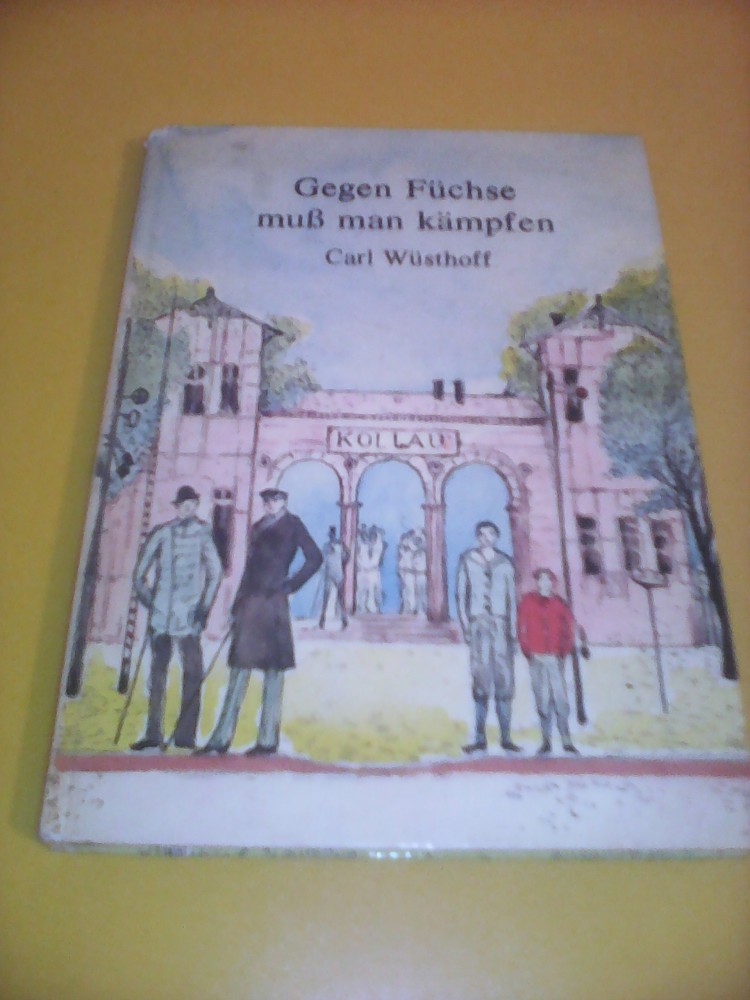 Gegen Füchse
muß man kämpfen
Carl Wüsthoff
KOLLAU